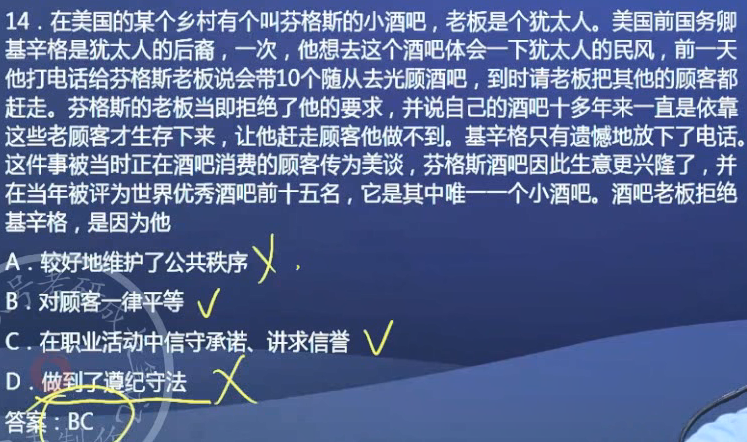 14．在美国的某个乡村有个叫芬格斯的小酒吧，老板是个犹太人。美国前国务卿
基辛格是犹太人的后裔，一次，他想去这个酒吧体会一下犹太人的民风，前一天
他打电话给芬格斯老板说会带10个随从去光顾酒吧，到时请老板把其他的顾客都
赶走。芬格斯的老板当即拒绝了他的要求，并说自己的酒吧十多年来一直是依靠
这些老顾客才生存下来，让他赶走顾客他做不到。基辛格只有遗憾地放下了电话。
这件事被当时正在酒吧消费的顾客传为美谈，芬格斯酒吧因此生意更兴隆了，并
在当年被评为世界优秀酒吧前十五名，它是其中唯一一个小酒吧。酒吧老板拒绝
基辛格，是因为他
A．较好地维护了公共秩序
B．对顾客一律平等
C．在职业活动中信守承诺、讲求信誉
D．做到了遵纪守法
答案：BC